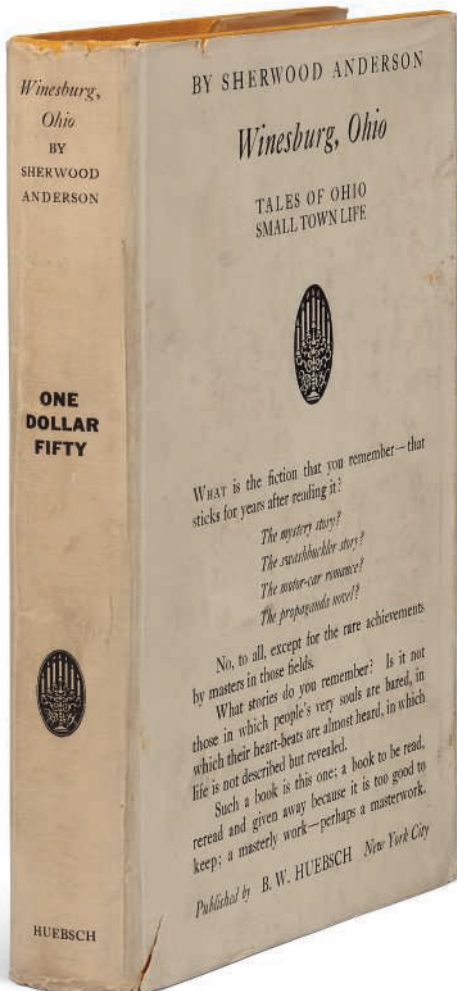 Winesburg,
Ohio
BY
SHERWOOD
ANDERSON
ONE
DOLLAR
FIFTY
HUEBSCH
BY SHERWOOD ANDERSON
Winesburg, Ohio
TALES OF OHIO
SMALL TOWN LIFE
WHAT is the fiction that you remember—that
sticks for years after reading it?
The mystery story?
The swashbuckler story?
The motor-car romance?
The propaganda novel?
No, to all, except for the rare achievements
by masters in those fields.
What stories do you remember? Is it not
those in which people's very souls are bared, in
which their heart-beats are almost heard, in which
life is not described but revealed.
Such a book is this one; a book to be read,
reread and given away because it is too good to
keep; a masterly work—perhaps a masterwork.
Published by B. W. HUEBSCH New York City